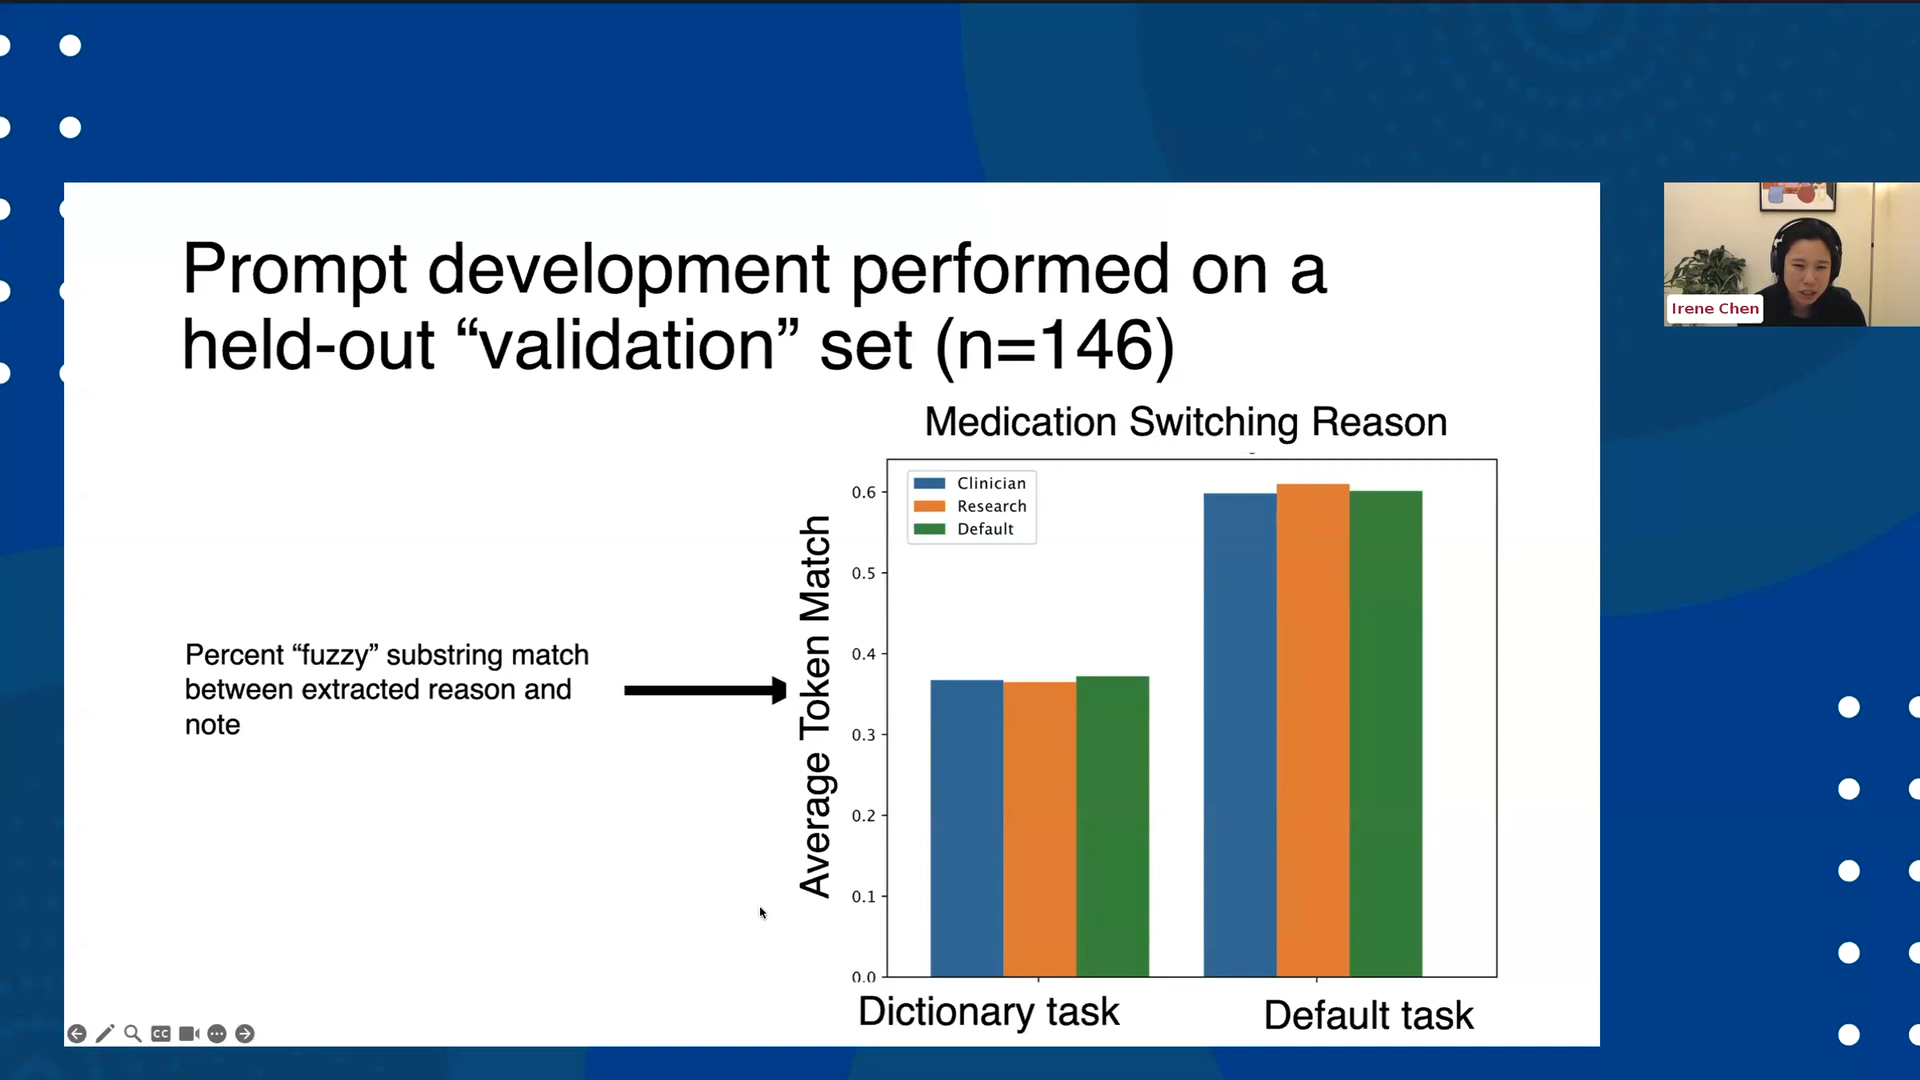 Prompt development performed on a
held-out “validation” set (n=146)
Irene Chen
Medication Switching Reason
Clinician
Research
Default
0.6
0.5
0.4
0.3
0.2
0.1
0.0
Average Token Match
Percent “fuzzy” substring match
between extracted reason and
note
Dictionary task
Default task
CC